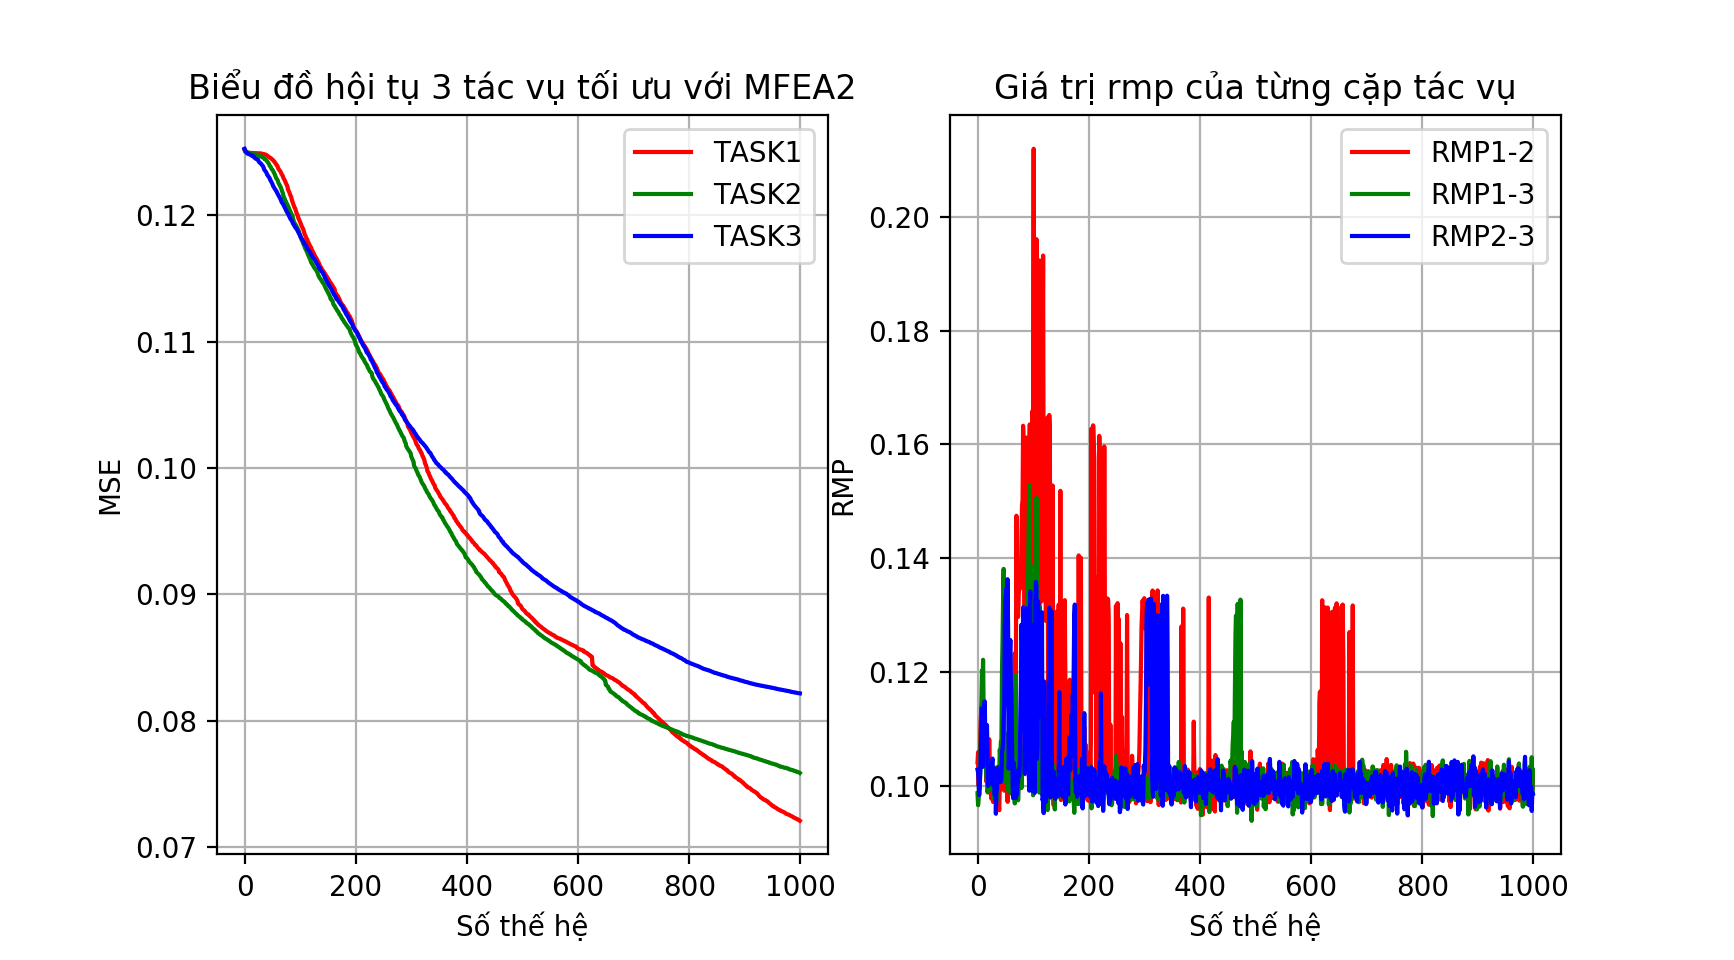 Biểu đồ hội tụ 3 tác vụ tối ưu với MFEA2
TASK1
TASK2
TASK3
0.12
0.11
0.10
0.09
0.08
0.07
MSE
0 200 400 600 800 1000
Số thế hệ
Giá trị rmp của từng cặp tác vụ
RMP1-2
RMP1-3
RMP2-3
0.20
0.18
0.16
0.14
0.12
0.10
RMP
0 200 400 600 800 1000
Số thế hệ